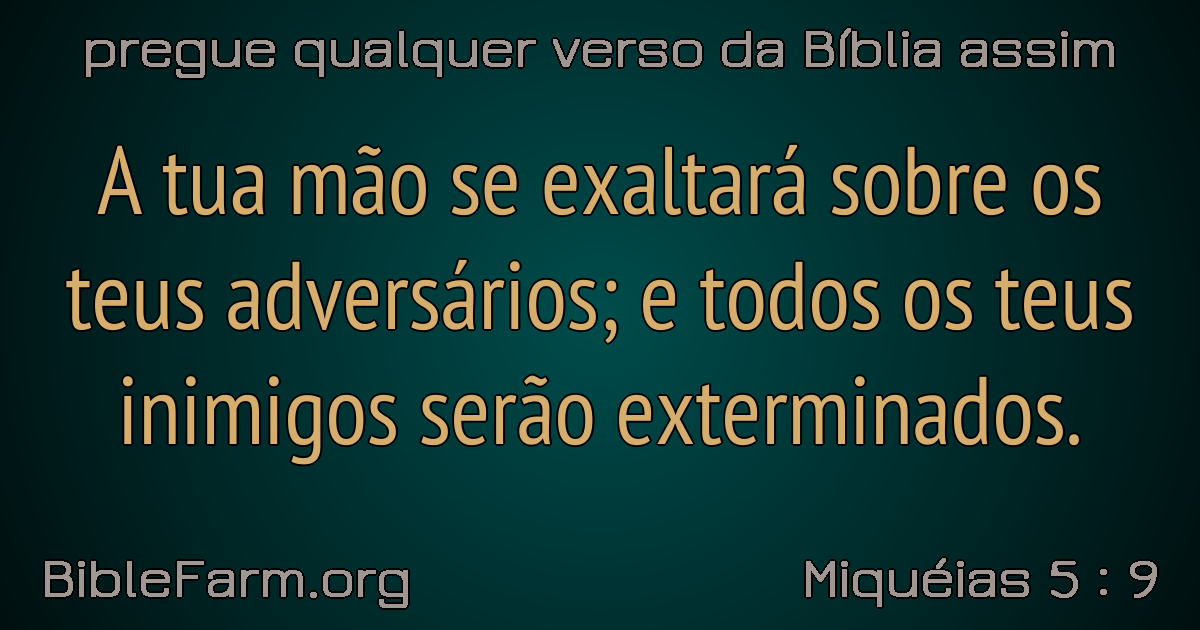 pregue qualquer verso da Bíblia assim
A tua mão se exaltará sobre os
teus adversários; e todos os teus
inimigos serão exterminados.
BibleFarm.org
Miquéias 5 : 9